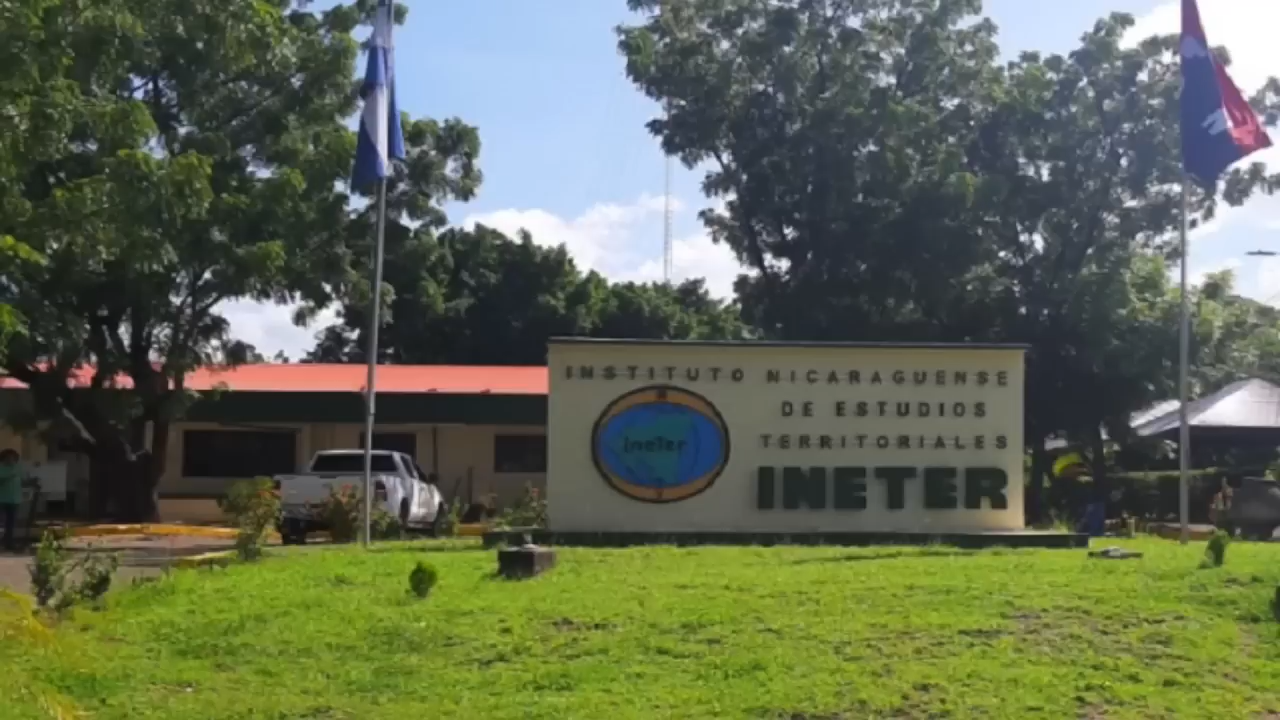 INSTITUTO NICARAGUENSE
DE ESTUDIOS
TERRITORIALES
INETER
ineter